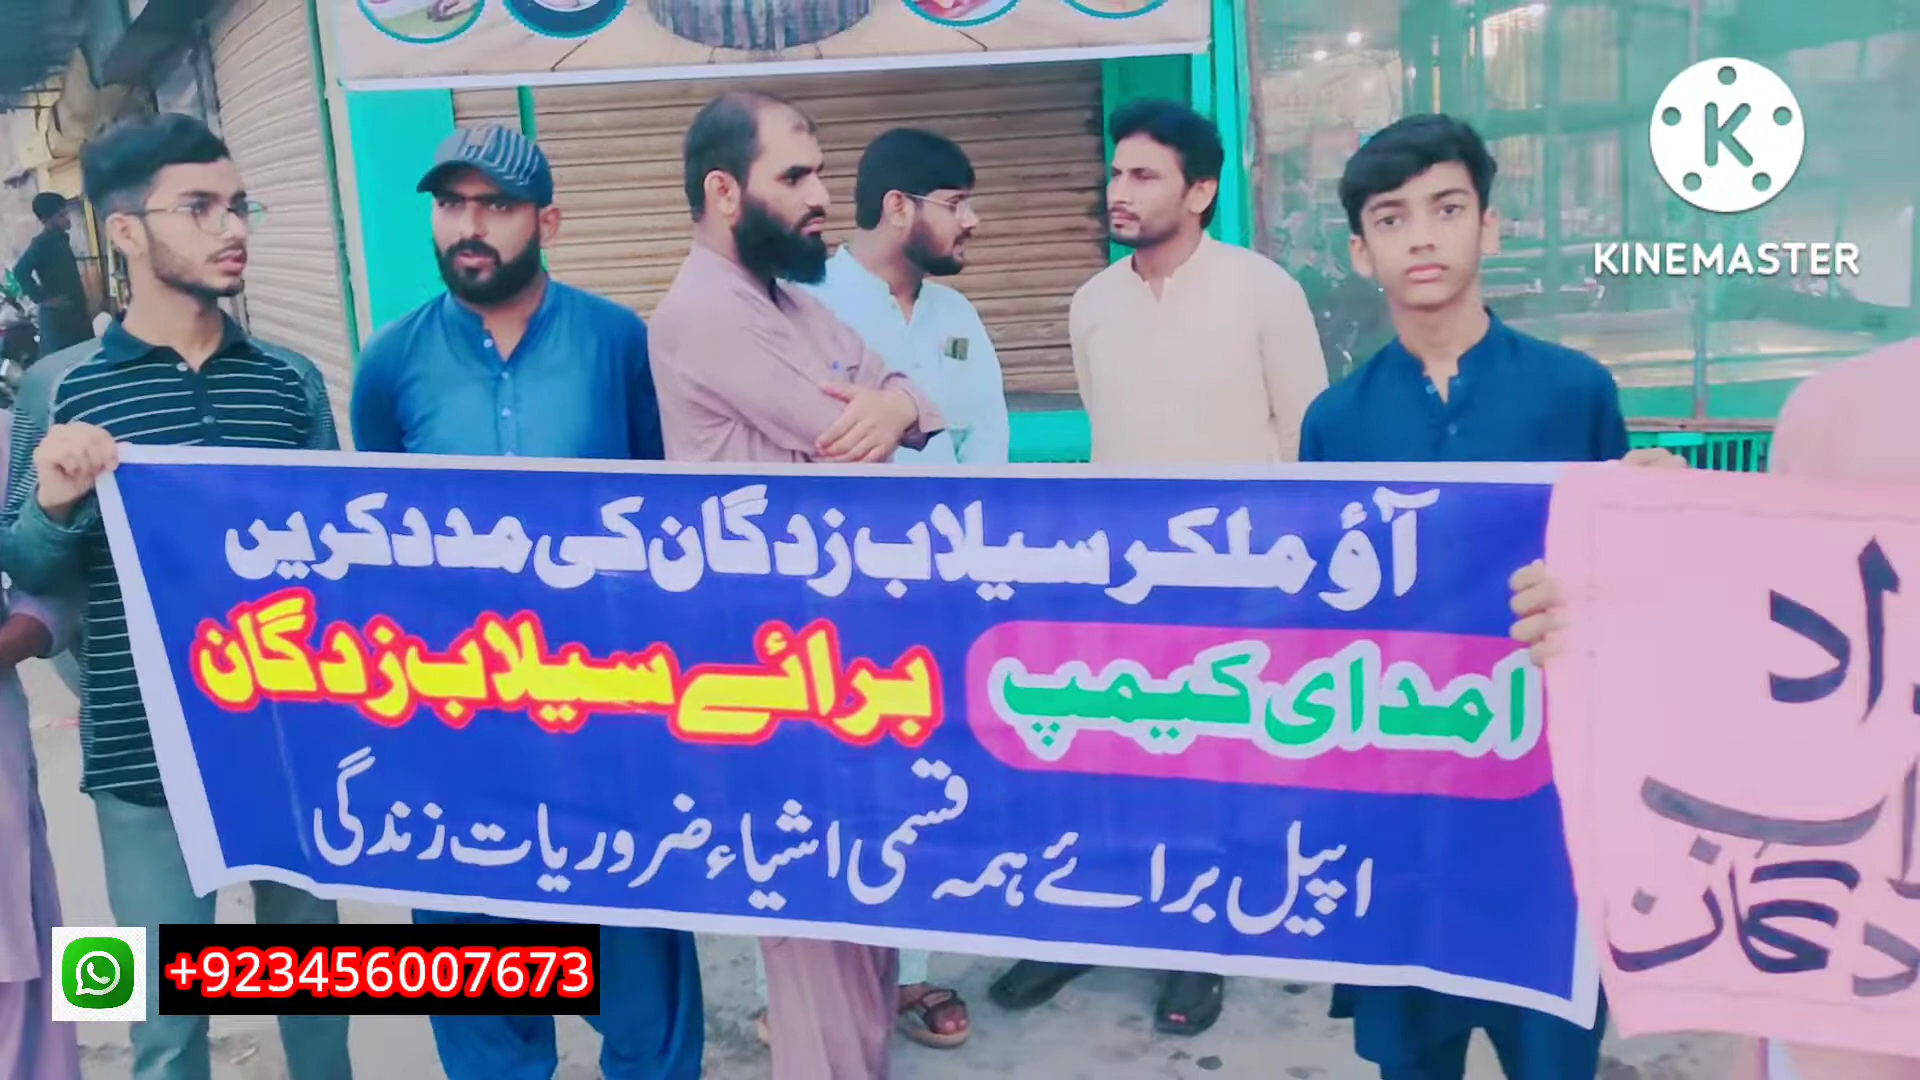 K
KINEMASTER
آؤ ملکر سیلاب زدگان کی مدد کریں
امدای کیمپ برائے سیلاب زدگان
اپیل برائے ہمہ قسمی اشیاء ضروریات زندگی
+923456007673